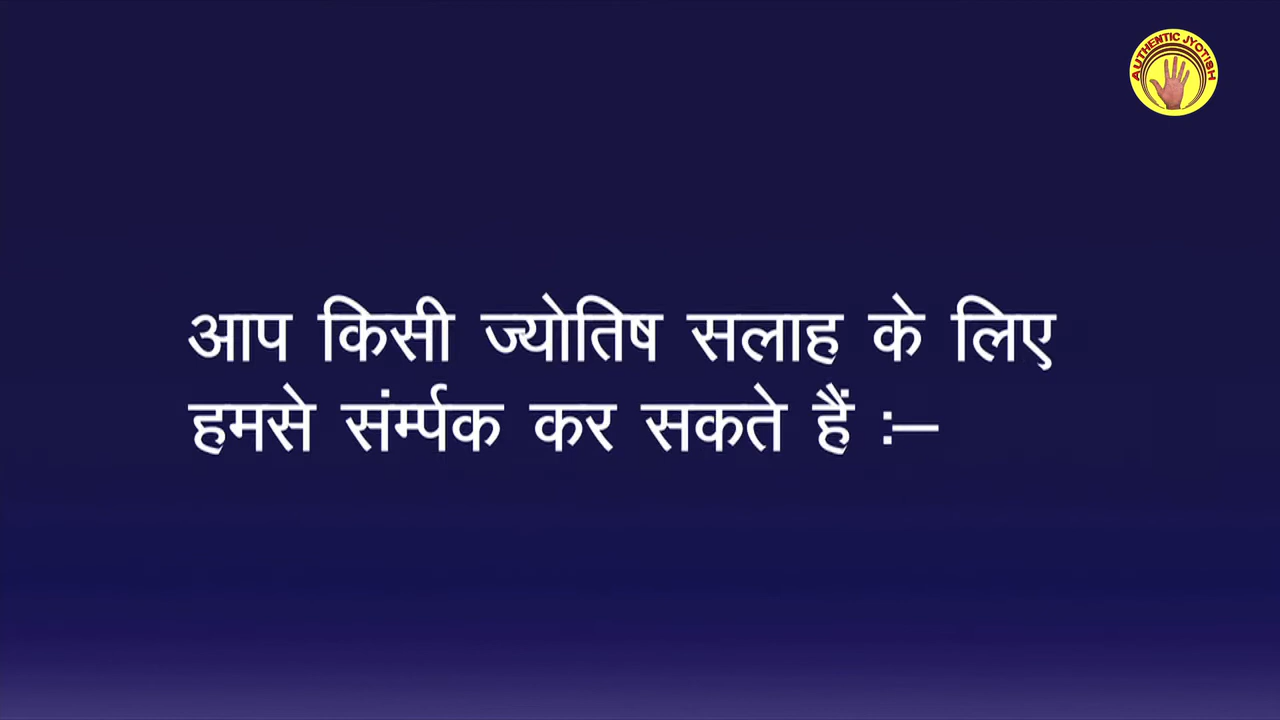 AUTHENTIC JYOTISH
आप किसी ज्योतिष सलाह के लिए
हमसे संर्म्पक कर सकते हैं ः–